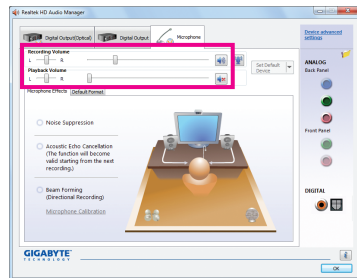 Realtek HD Audio Manager
Digital Output(Optical)
Digital Output
Microphone
Device advanced
settings
Recording Volume
L
R
Set Default
Device
Playback Volume
L
R
Microphone Effects
Default Format
Noise Suppression
Acoustic Echo Cancellation
(The function will become
valid starting from the next
recording.)
Beam Forming
(Directional Recording)
Microphone Calibration
ANALOG
Back Panel
Front Panel
DIGITAL
GIGABYTE
TECHNOLOGY
OK